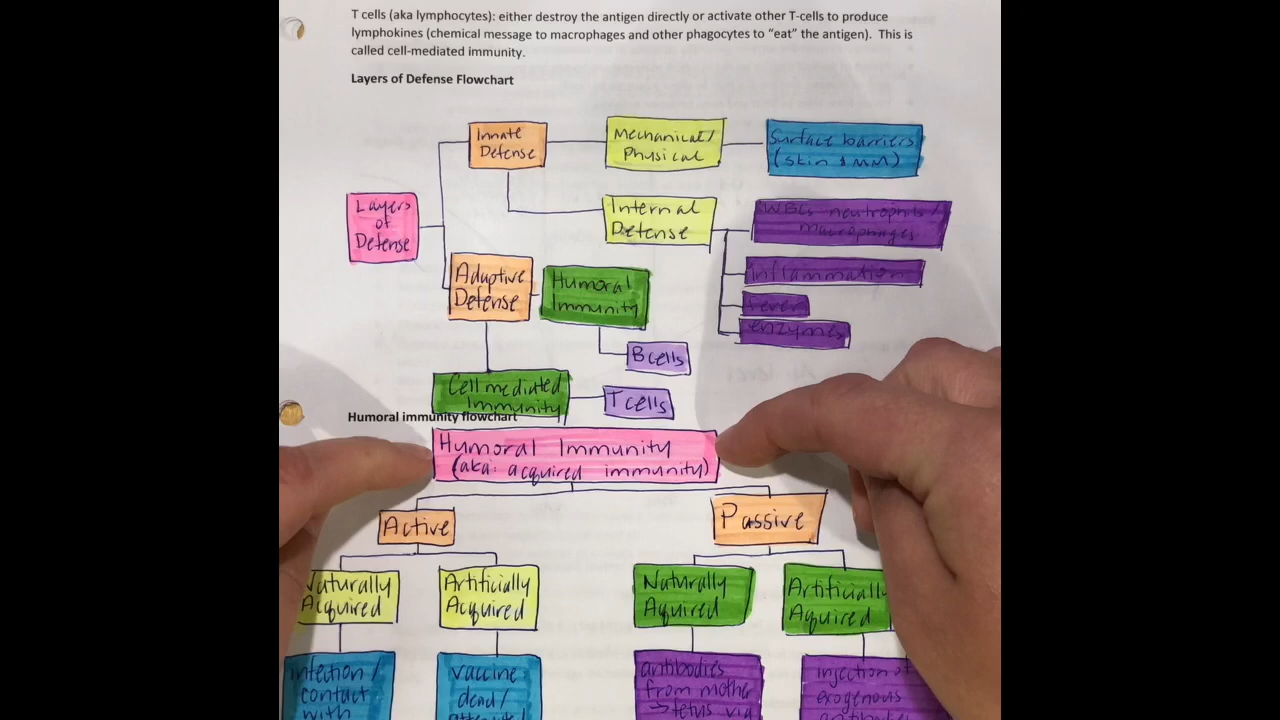 T cells (aka lymphocytes): either destroy the antigen directly or activate other T-cells to produce
lymphokines (chemical message to macrophages and other phagocytes to “eat” the antigen). This is
called cell-mediated immunity.
Layers of Defense Flowchart
Innate
Defense
Mechanical/
Physical
Surface barriers
(skin & MM)
Layers
of
Defense
Internal
Defense
WBCs neutrophils/
macrophages
inflammation
fever
enzymes
Adaptive
Defense
Humoral
Immunity
B cells
Cell mediated
Immunity
T cells
Humoral immunity flowchart
Humoral Immunity
(aka: acquired immunity)
Active
Passive
Naturally
Acquired
Artificially
Acquired
Naturally
Aquired
Artificially
Aquired
infection/
contact
with
vaccine
dead/
antibodies
from mother
→ fetus via
injection of
exogenous